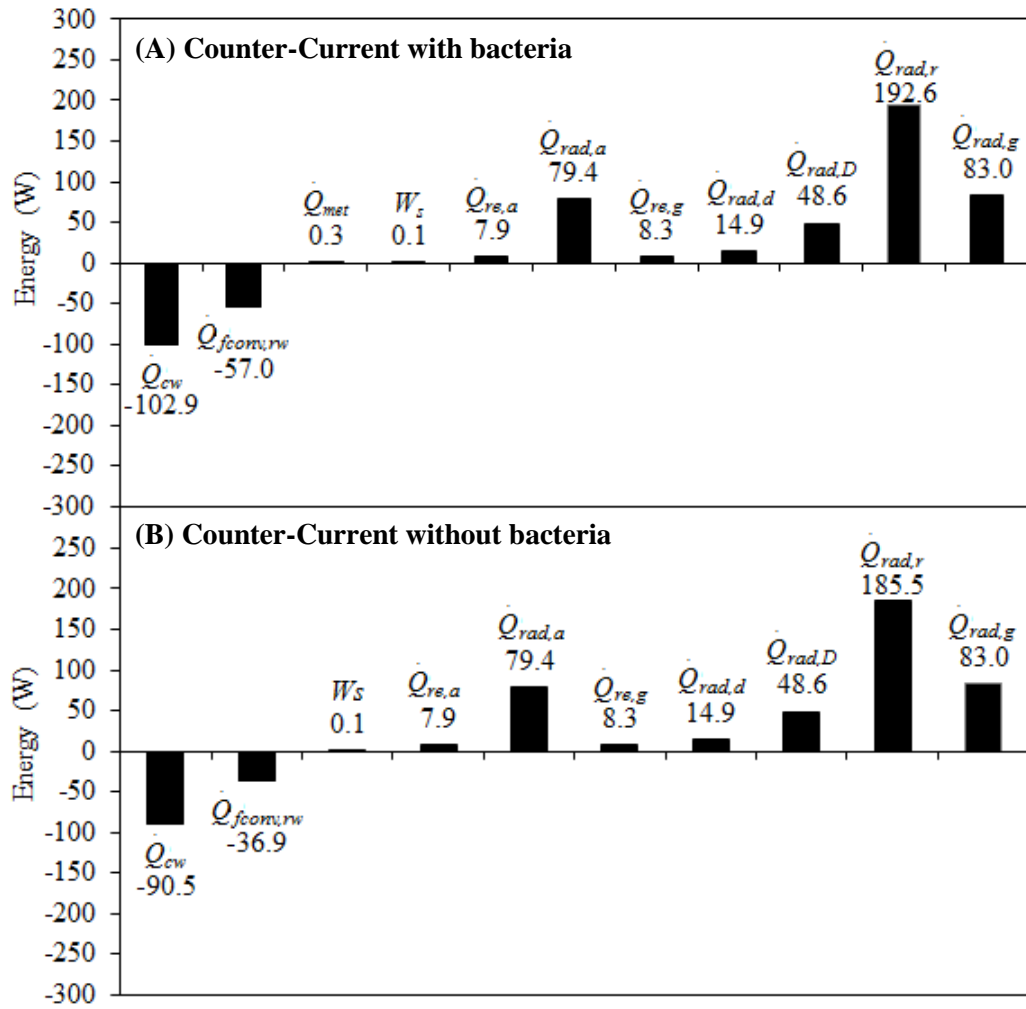 300
250
200
150
100
50
0
-50
-100
-150
-200
-250
-300
Energy (W)
(A) Counter-Current with bacteria
Q̇cw
-102.9
Q̇fconv,rw
-57.0
Q̇met
0.3
Ws
0.1
Q̇re,a
7.9
Q̇rad,a
79.4
Q̇re,g
8.3
Q̇rad,d
14.9
Q̇rad,D
48.6
Q̇rad,r
192.6
Q̇rad,g
83.0
250
200
150
100
50
0
-50
-100
-150
-200
-250
-300
Energy (W)
(B) Counter-Current without bacteria
Q̇cw
-90.5
Q̇fconv,rw
-36.9
Ws
0.1
Q̇re,a
7.9
Q̇rad,a
79.4
Q̇re,g
8.3
Q̇rad,d
14.9
Q̇rad,D
48.6
Q̇rad,r
185.5
Q̇rad,g
83.0